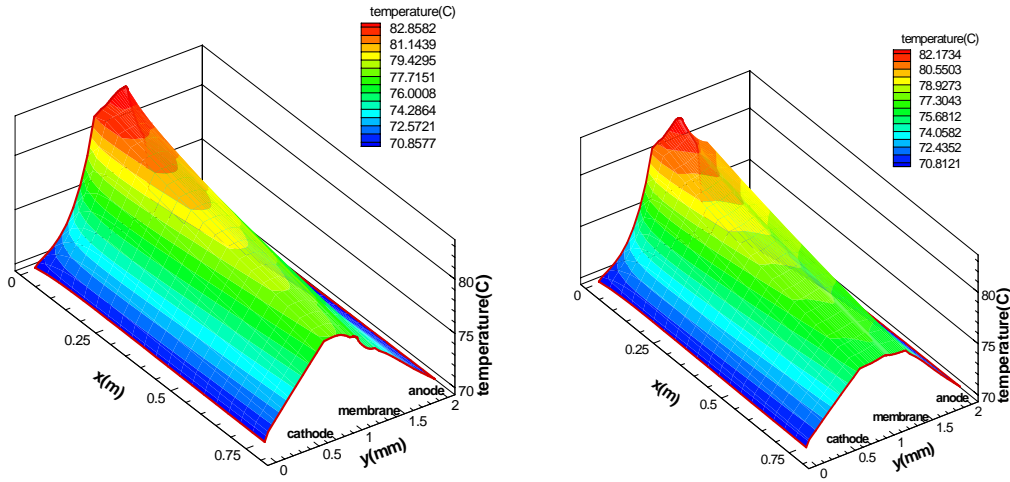 temperature(C)
82.8582
81.1439
79.4295
77.7151
76.0008
74.2864
72.5721
70.8577
0
0.25
0.5
0.75
x(m)
0
0.5
1
1.5
2
y(mm)
cathode
membrane
anode
80
75
70
temperature(C)
temperature(C)
82.1734
80.5503
78.9273
77.3043
75.6812
74.0582
72.4352
70.8121
0
0.25
0.5
0.75
x(m)
0
0.5
1
1.5
2
y(mm)
cathode
membrane
anode
80
75
70
temperature(C)